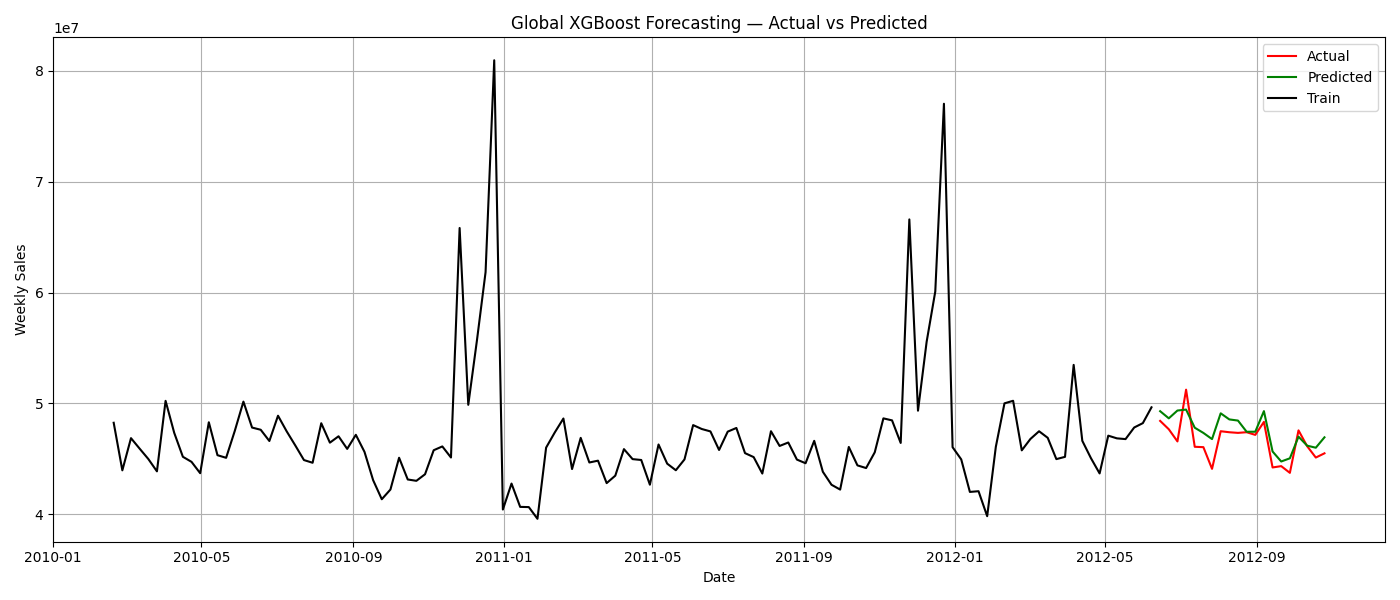 Global XGBoost Forecasting — Actual vs Predicted
1e7
8
7
6
5
4
Weekly Sales
Actual
Predicted
Train
2010-01 2010-05 2010-09 2011-01 2011-05 2011-09 2012-01 2012-05 2012-09
Date